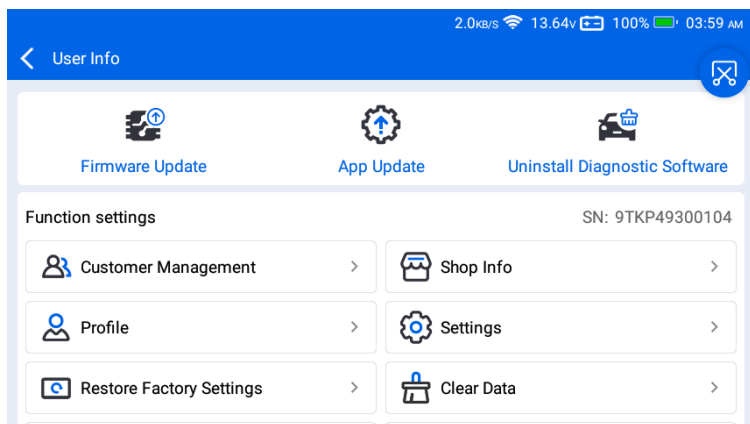 2.0KB/S 13.64V 100% 03:59 AM
User Info
Firmware Update App Update Uninstall Diagnostic Software
Function settings SN: 9TKP49300104
Customer Management Shop Info
Profile Settings
Restore Factory Settings Clear Data